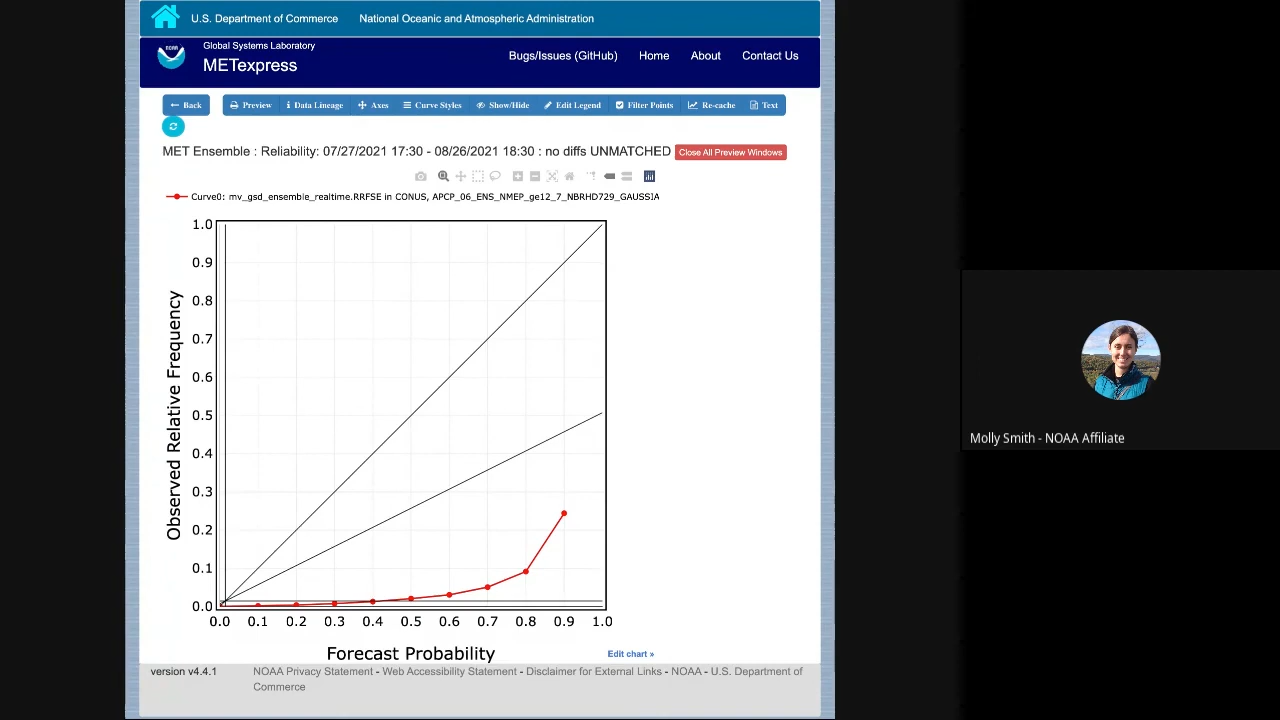 U.S. Department of Commerce National Oceanic and Atmospheric Administration
NOAA
Global Systems Laboratory
METexpress
Bugs/Issues (GitHub) Home About Contact Us
Back Preview Data Lineage Axes Curve Styles Show/Hide Edit Legend Filter Points Re-cache Text
MET Ensemble : Reliability: 07/27/2021 17:30 - 08/26/2021 18:30 : no diffs UNMATCHED Close All Preview Windows
Curve0: mv_gsd_ensemble_realtime.RRFSE in CONUS, APCP_06_ENS_NMEP_ge12_7_NBRHD729_GAUSSIA
Observed Relative Frequency
1.0
0.9
0.8
0.7
0.6
0.5
0.4
0.3
0.2
0.1
0.0
0.0 0.1 0.2 0.3 0.4 0.5 0.6 0.7 0.8 0.9 1.0
Forecast Probability
Edit chart »
version v4.4.1 NOAA Privacy Statement - Web Accessibility Statement - Disclaimer for External Links - NOAA - U.S. Department of
Commerce
Molly Smith - NOAA Affiliate